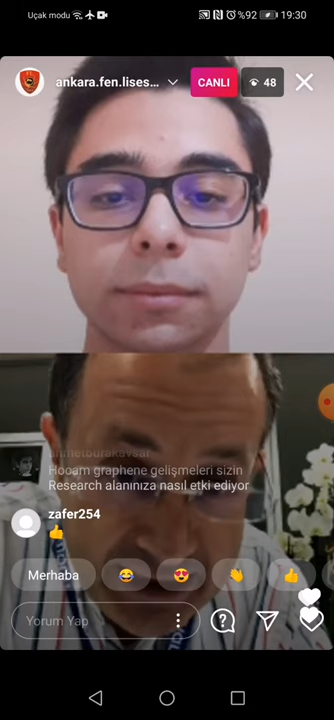 Uçak modu
%92
19:30
ankara.fen.lises...
CANLI
48
ahmetburakavsar
Hocam graphene gelişmeleri sizin
Research alanınıza nasıl etki ediyor
zafer254
Merhaba
Yorum Yap